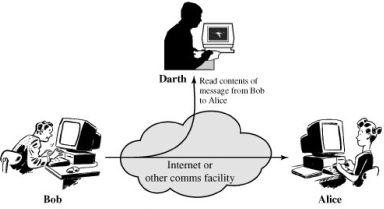 Darth
Read contents of
message from Bob
to Alice
Internet or
other comms facility
Bob
Alice